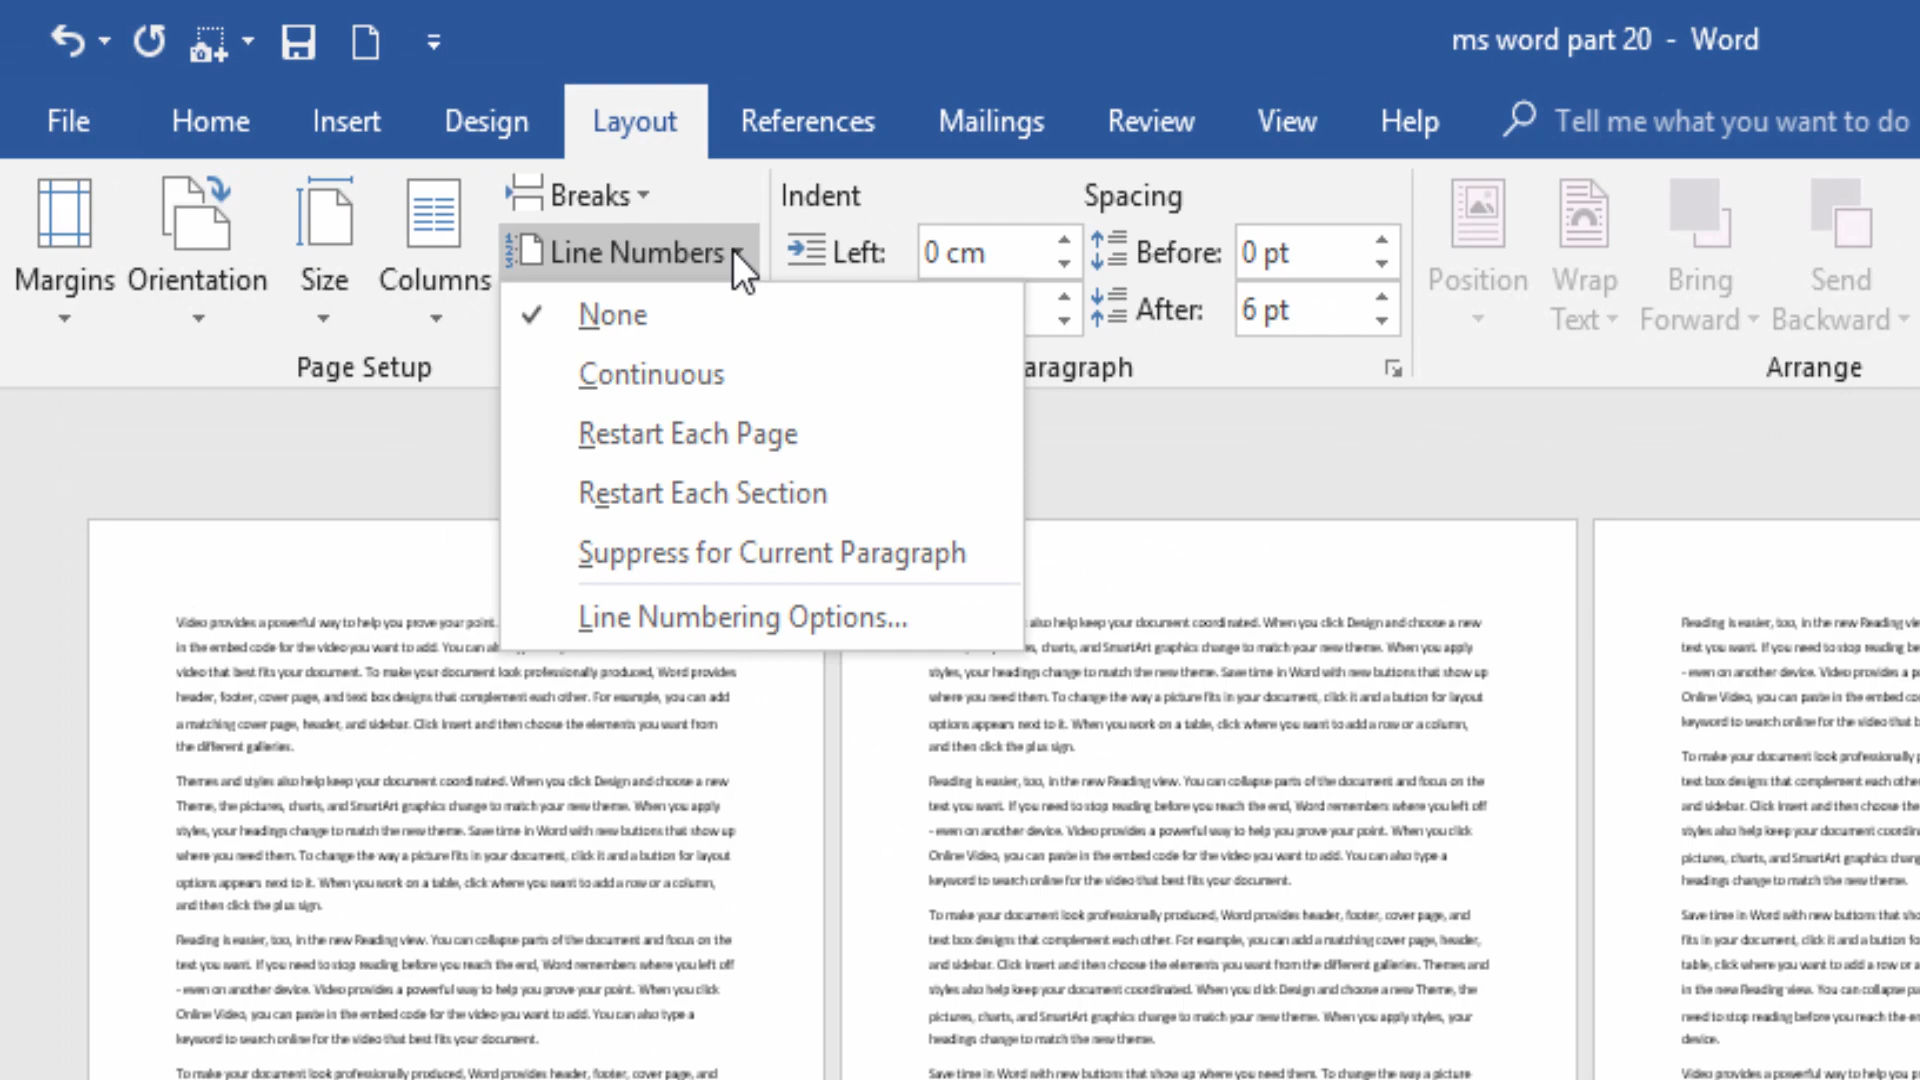 ms word part 20 - Word
File Home Insert Design Layout References Mailings Review View Help Tell me what you want to do
Breaks Indent Spacing
Line Numbers Left: 0 cm Before: 0 pt
Margins Orientation Size Columns Position Wrap Text Bring Forward Send Backward
After: 6 pt
Page Setup aragraph Arrange
None
Continuous
Restart Each Page
Restart Each Section
Suppress for Current Paragraph
Line Numbering Options...
Video provides a powerful way to help you prove your point.
in the embed code for the video you want to add. You can
video that best fits your document. To make your document look professionally produced, Word provides
header, footer, cover page, and text box designs that complement each other. For example, you can add
a matching cover page, header, and sidebar. Click Insert and then choose the elements you want from
the different galleries.
Themes and styles also help keep your document coordinated. When you click Design and choose a new
Theme, the pictures, charts, and SmartArt graphics change to match your new theme. When you apply
styles, your headings change to match the new theme. Save time in Word with new buttons that show up
where you need them. To change the way a picture fits in your document, click it and a button for layout
options appears next to it. When you work on a table, click where you want to add a row or a column,
and then click the plus sign.
Reading is easier, too, in the new Reading view. You can collapse parts of the document and focus on the
text you want. If you need to stop reading before you reach the end, Word remembers where you left off
- even on another device. Video provides a powerful way to help you prove your point. When you click
Online Video, you can paste in the embed code for the video you want to add. You can also type a
keyword to search online for the video that best fits your document.
To make your document look professionally produced, Word provides header, footer, cover page, and
also help keep your document coordinated. When you click Design and choose a new
charts, and SmartArt graphics change to match your new theme. When you apply
styles, your headings change to match the new theme. Save time in Word with new buttons that show up
where you need them. To change the way a picture fits in your document, click it and a button for layout
options appears next to it. When you work on a table, click where you want to add a row or a column,
and then click the plus sign.
Reading is easier, too, in the new Reading view. You can collapse parts of the document and focus on the
text you want. If you need to stop reading before you reach the end, Word remembers where you left off
- even on another device. Video provides a powerful way to help you prove your point. When you click
Online Video, you can paste in the embed code for the video you want to add. You can also type a
keyword to search online for the video that best fits your document.
To make your document look professionally produced, Word provides header, footer, cover page, and
text box designs that complement each other. For example, you can add a matching cover page, header,
and sidebar. Click Insert and then choose the elements you want from the different galleries. Themes and
styles also help keep your document coordinated. When you click Design and choose a new Theme, the
pictures, charts, and SmartArt graphics change to match your new theme. When you apply styles, your
headings change to match the new theme.
Save time in Word with new buttons that show up where you need them. To change the way a picture
Reading is easier, too, in the new Reading
text you want. If you need to stop reading
- even on another device. Video provides a
Online Video, you can paste in the embed
keyword to search online for the video that
To make your document look professionally
text box designs that complement each
and sidebar. Click Insert and then choose the
styles also help keep your document
pictures, charts, and SmartArt graphics
headings change to match the new theme.
Save time in Word with new buttons that
fits in your document, click it and a button
table, click where you want to add a row or a
in the new Reading view. You can collapse
need to stop reading before you reach the
device.
Video provides a powerful way to help you